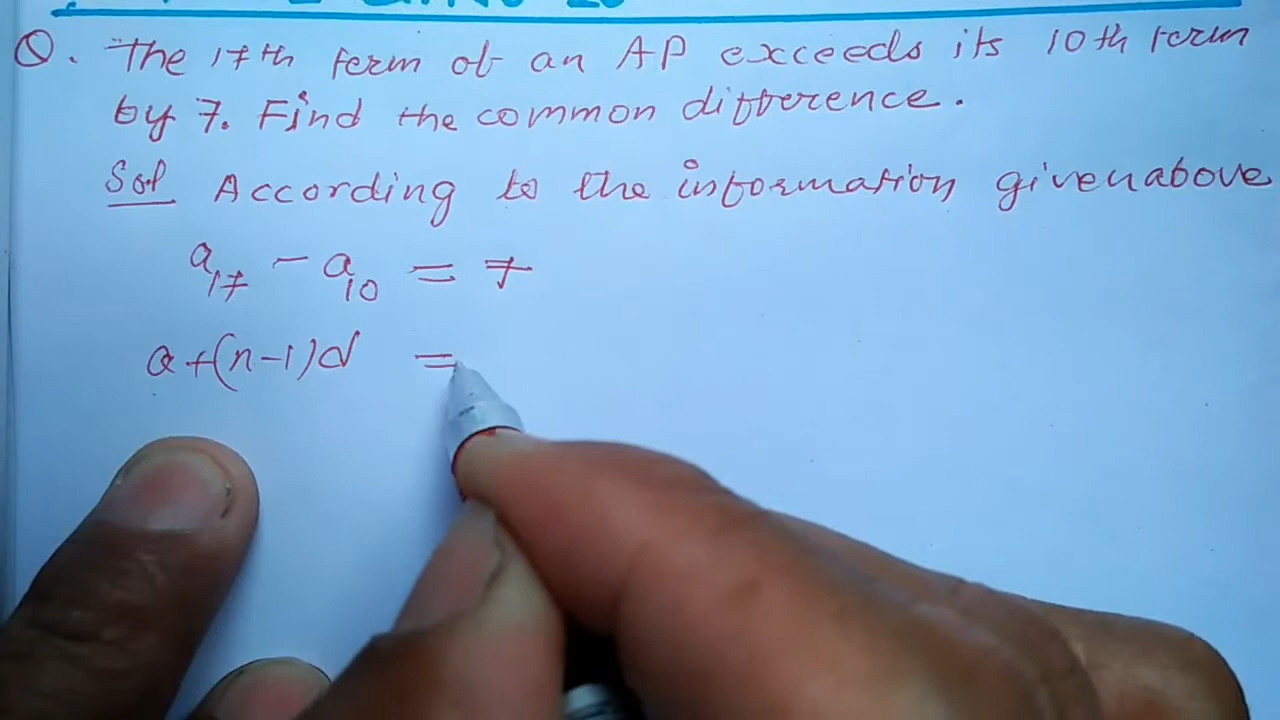 Q. The 17th term of an AP exceeds its 10th term
by 7. Find the common difference.
Sol According to the information given above
a₁₇ - a₁₀ = 7
a+(n-1)d =